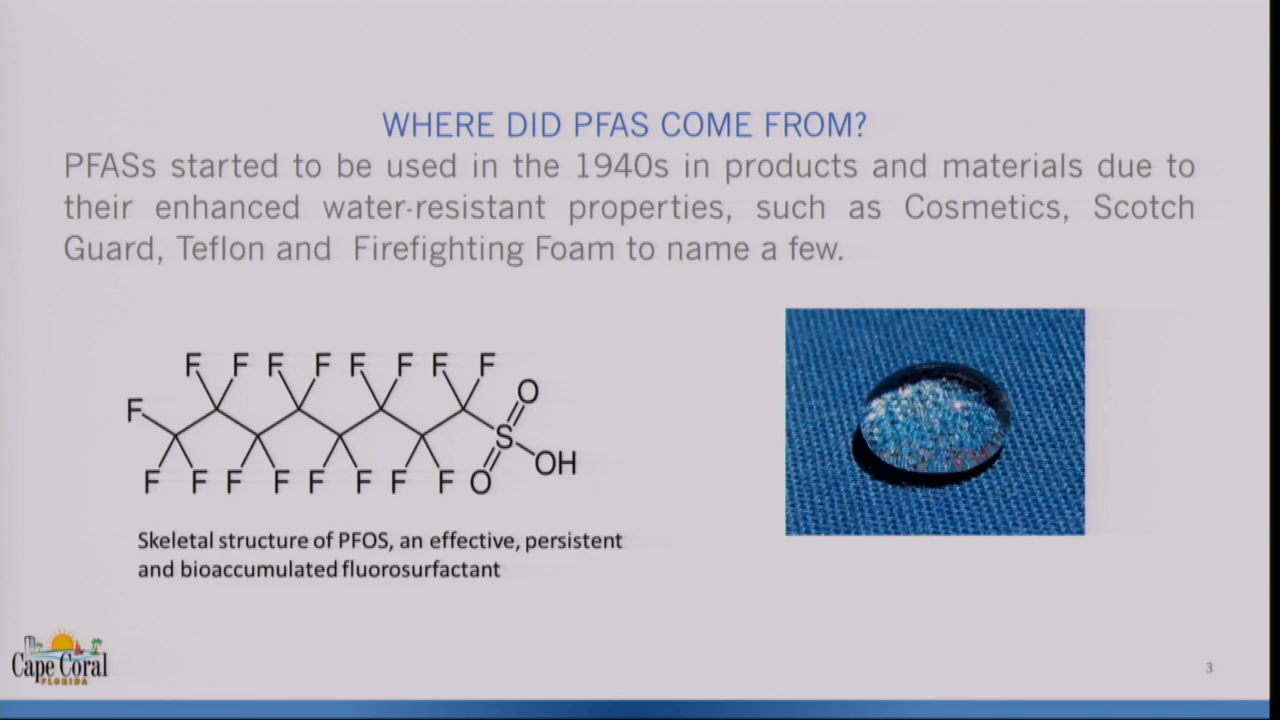 WHERE DID PFAS COME FROM?
PFASs started to be used in the 1940s in products and materials due to
their enhanced water-resistant properties, such as Cosmetics, Scotch
Guard, Teflon and Firefighting Foam to name a few.
F F F F F F F F
F
O
S
OH
F F F F F F F F O
Skeletal structure of PFOS, an effective, persistent
and bioaccumulated fluorosurfactant
Cape Coral
FLORIDA
3